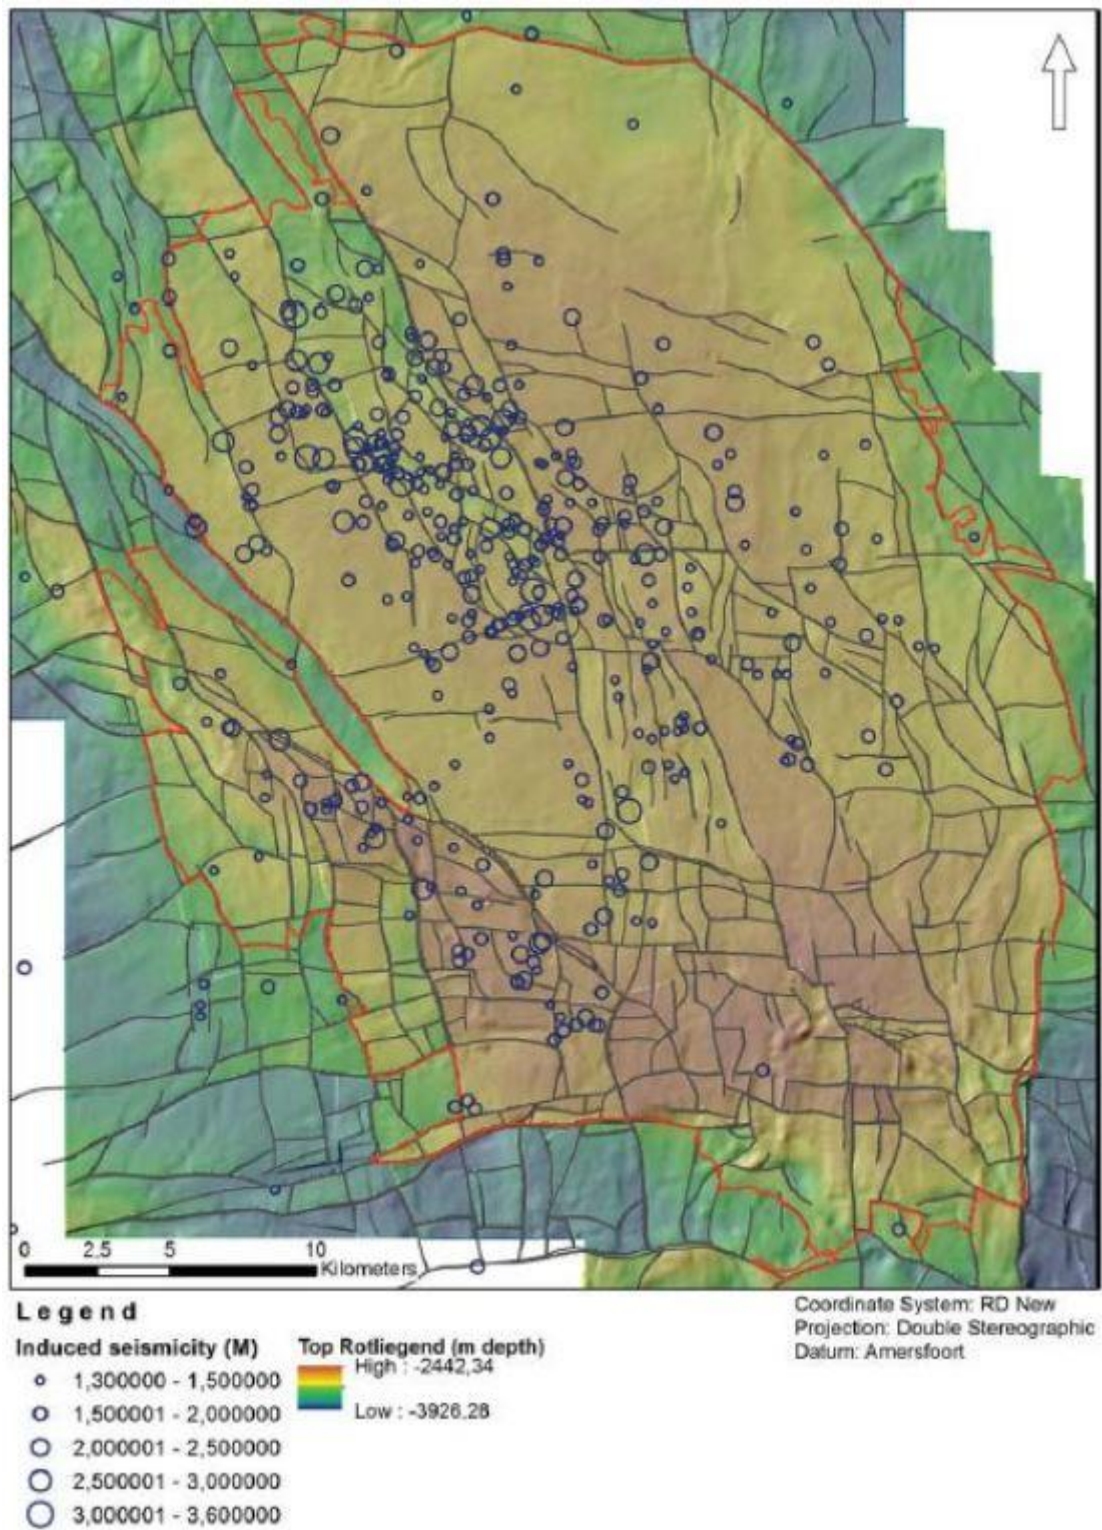 0 2,5 5 10
Kilometers
Legend
Induced seismicity (M)
1,300000 - 1,500000
1,500001 - 2,000000
2,000001 - 2,500000
2,500001 - 3,000000
3,000001 - 3,600000
Top Rotliegend (m depth)
High : -2442,34
Low : -3926,28
Coordinate System: RD New
Projection: Double Stereographic
Datum: Amersfoort